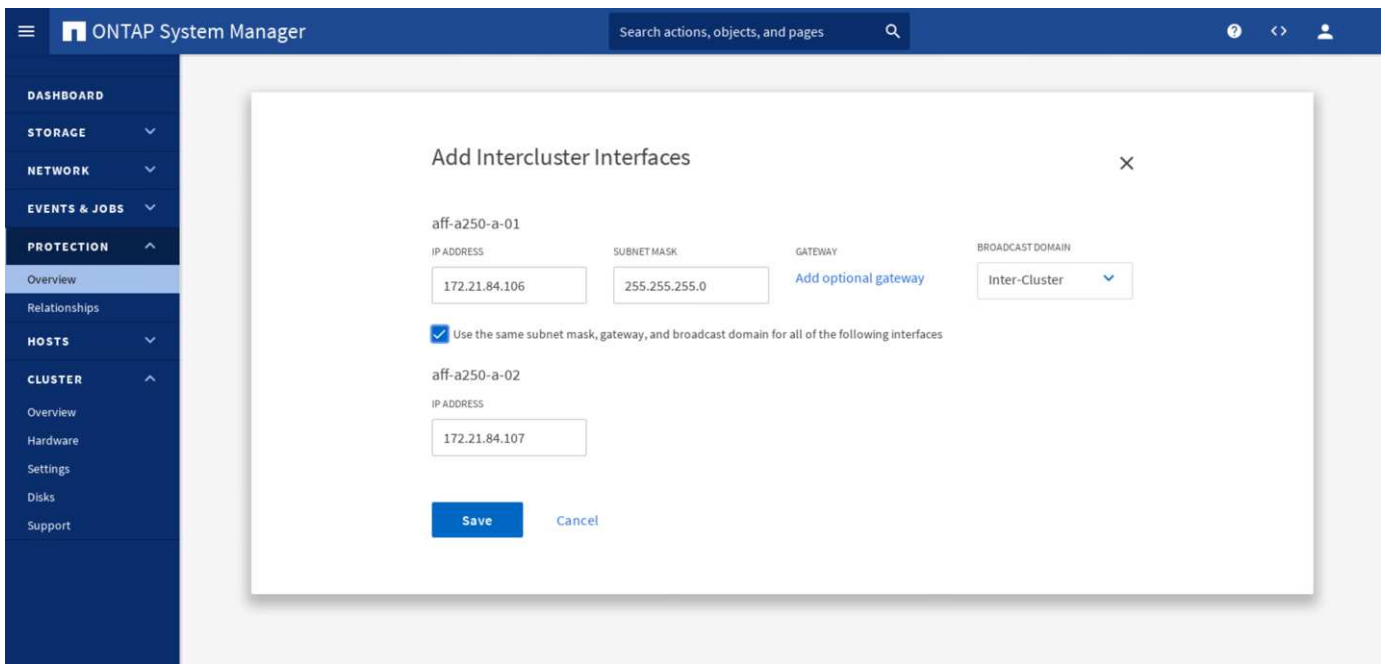 ONTAP System Manager
Search actions, objects, and pages
DASHBOARD
STORAGE
NETWORK
EVENTS & JOBS
PROTECTION
Overview
Relationships
HOSTS
CLUSTER
Overview
Hardware
Settings
Disks
Support
Add Intercluster Interfaces
aff-a250-a-01
IP ADDRESS SUBNET MASK GATEWAY BROADCAST DOMAIN
172.21.84.106 255.255.255.0 Add optional gateway Inter-Cluster
Use the same subnet mask, gateway, and broadcast domain for all of the following interfaces
aff-a250-a-02
IP ADDRESS
172.21.84.107
Save Cancel